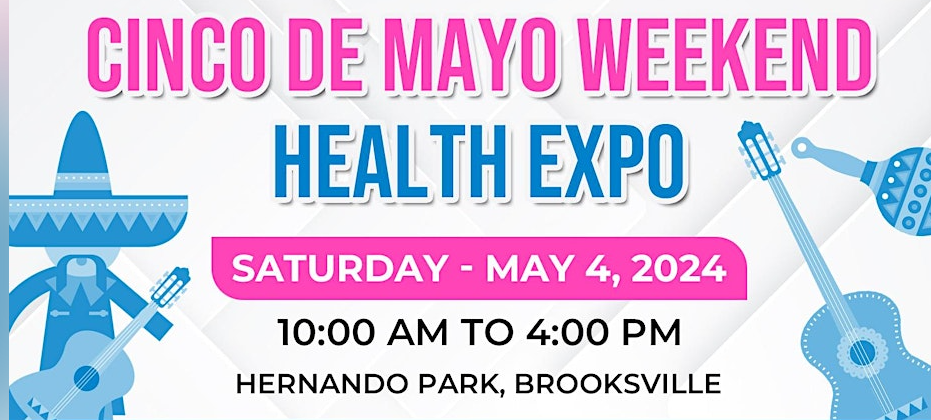 CINCO DE MAYO WEEKEND
HEALTH EXPO
SATURDAY - MAY 4, 2024
10:00 AM TO 4:00 PM
HERNANDO PARK, BROOKSVILLE